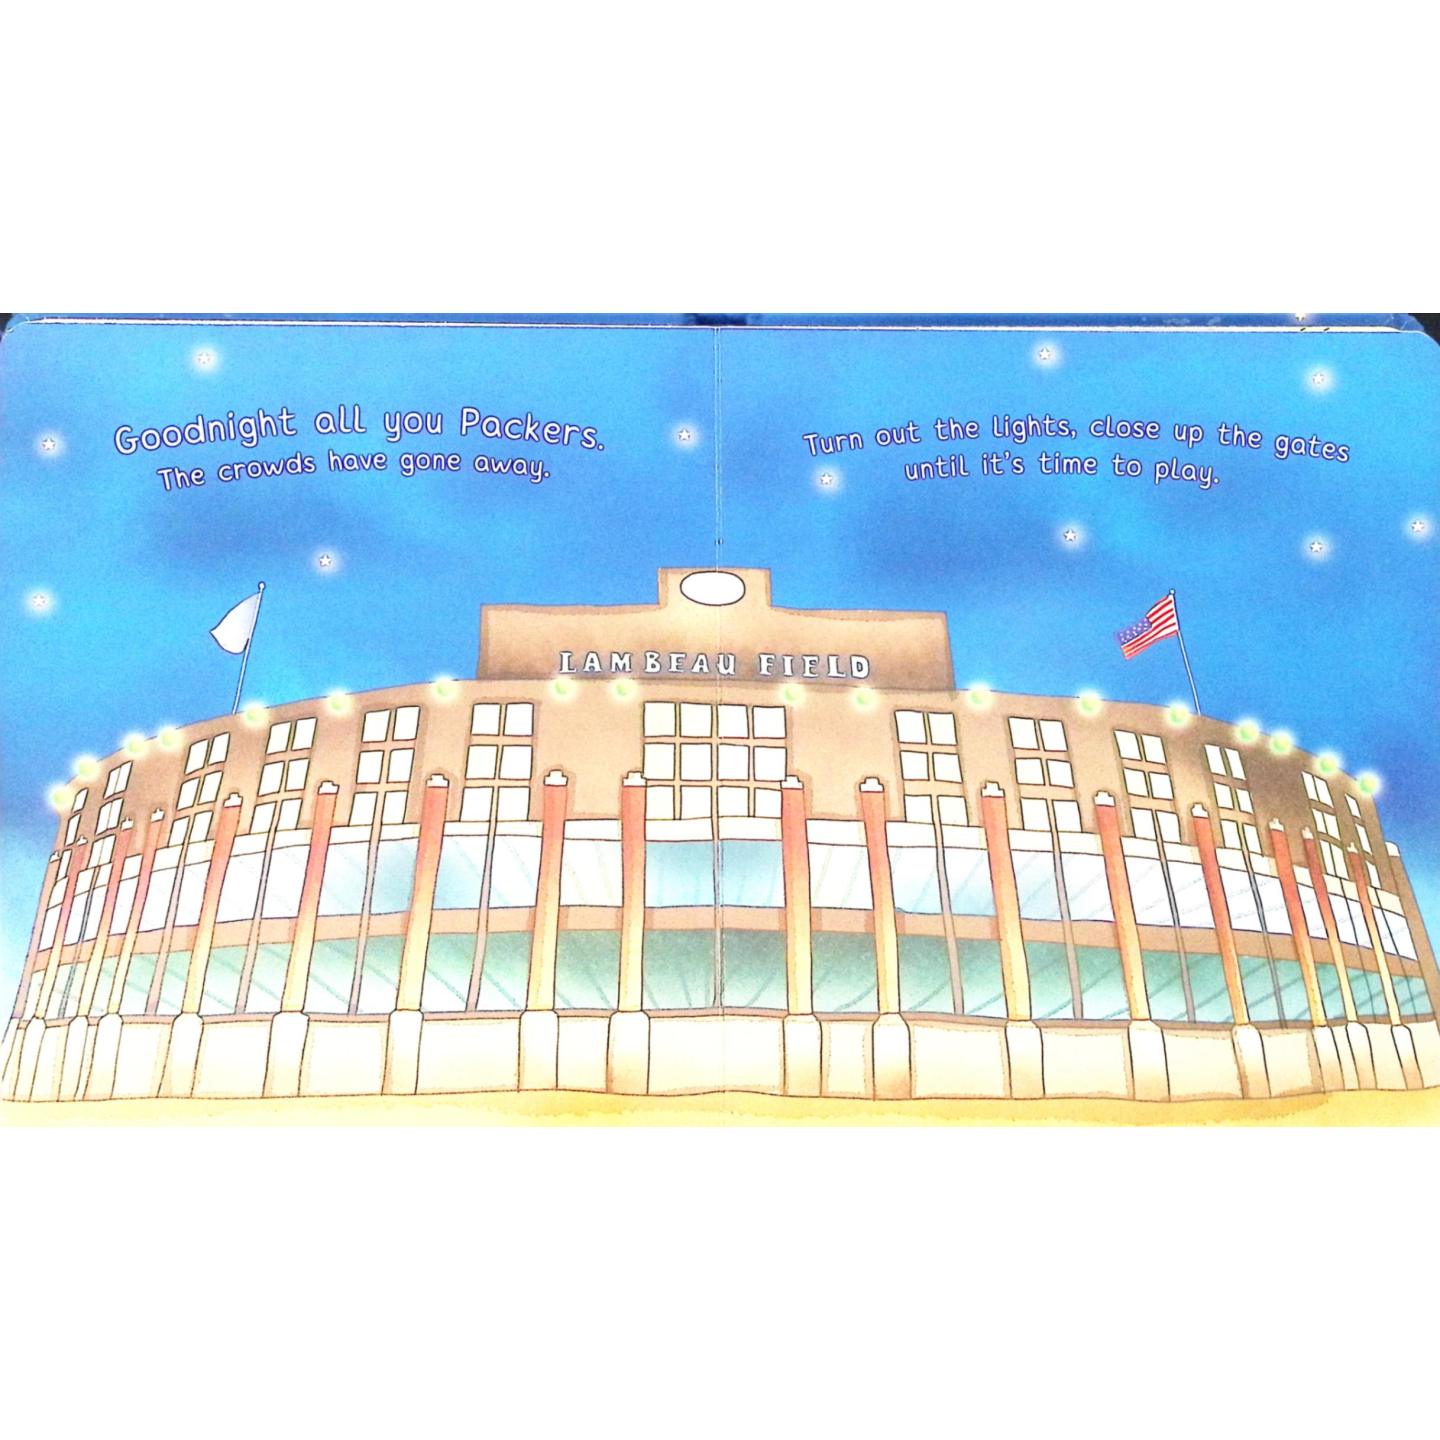 Goodnight all you Packers.
The crowds have gone away.
Turn out the lights, close up the gates
until it's time to play.
LAMBEAU FIELD